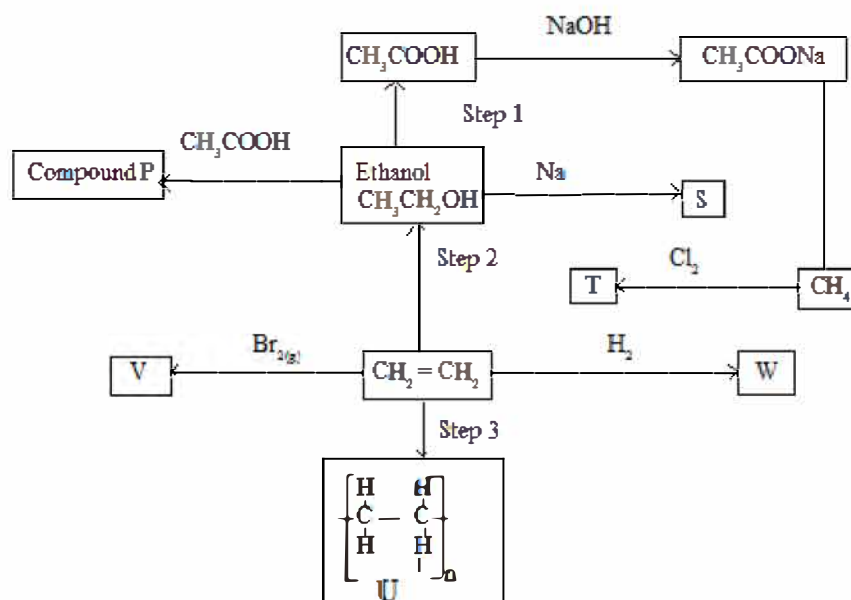 NaOH
CH₃COOH
CH₃COONa
Step 1
CH₃COOH
Compound P
Ethanol
CH₃CH₂OH
Na
S
Step 2
Cl₂
T
CH₄
Br₂(g)
H₂
V
CH₂ = CH₂
W
Step 3
H H
C — C
H H
n
U